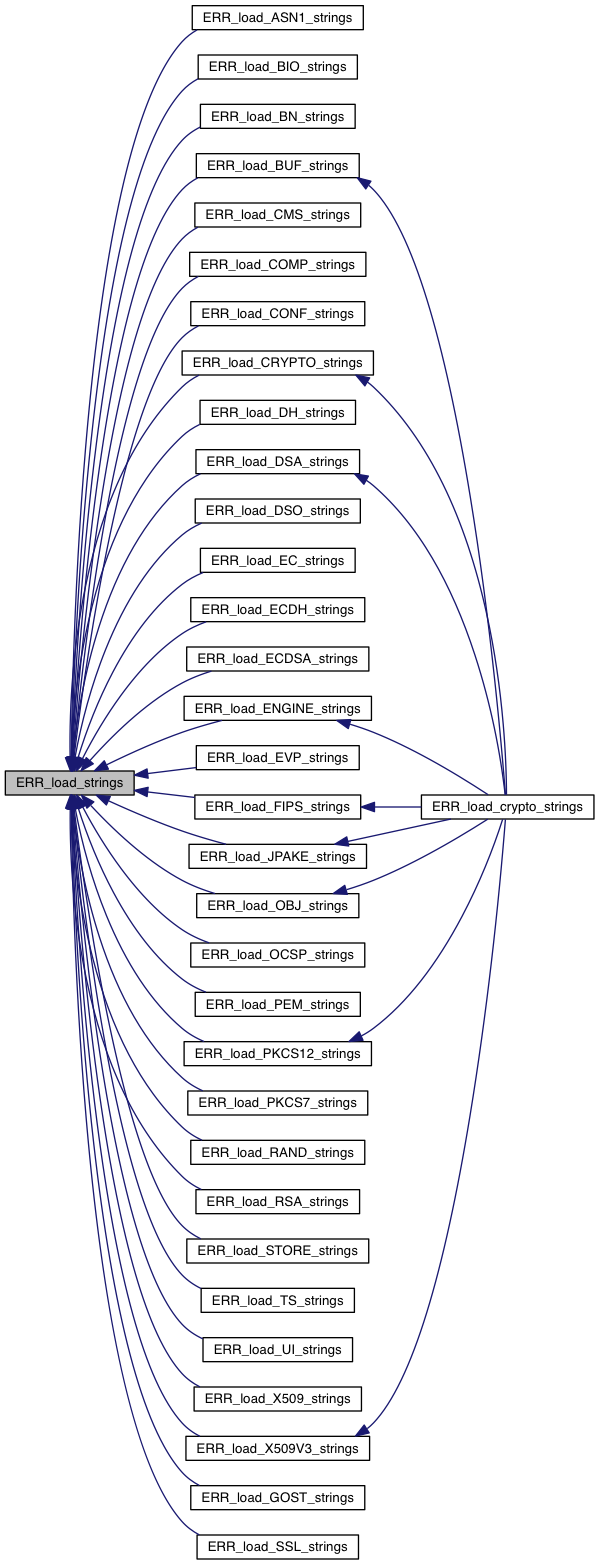 ERR_load_ASN1_strings
ERR_load_BIO_strings
ERR_load_BN_strings
ERR_load_BUF_strings
ERR_load_CMS_strings
ERR_load_COMP_strings
ERR_load_CONF_strings
ERR_load_CRYPTO_strings
ERR_load_DH_strings
ERR_load_DSA_strings
ERR_load_DSO_strings
ERR_load_EC_strings
ERR_load_ECDH_strings
ERR_load_ECDSA_strings
ERR_load_ENGINE_strings
ERR_load_EVP_strings
ERR_load_strings
ERR_load_FIPS_strings
ERR_load_crypto_strings
ERR_load_JPAKE_strings
ERR_load_OBJ_strings
ERR_load_OCSP_strings
ERR_load_PEM_strings
ERR_load_PKCS12_strings
ERR_load_PKCS7_strings
ERR_load_RAND_strings
ERR_load_RSA_strings
ERR_load_STORE_strings
ERR_load_TS_strings
ERR_load_UI_strings
ERR_load_X509_strings
ERR_load_X509V3_strings
ERR_load_GOST_strings
ERR_load_SSL_strings